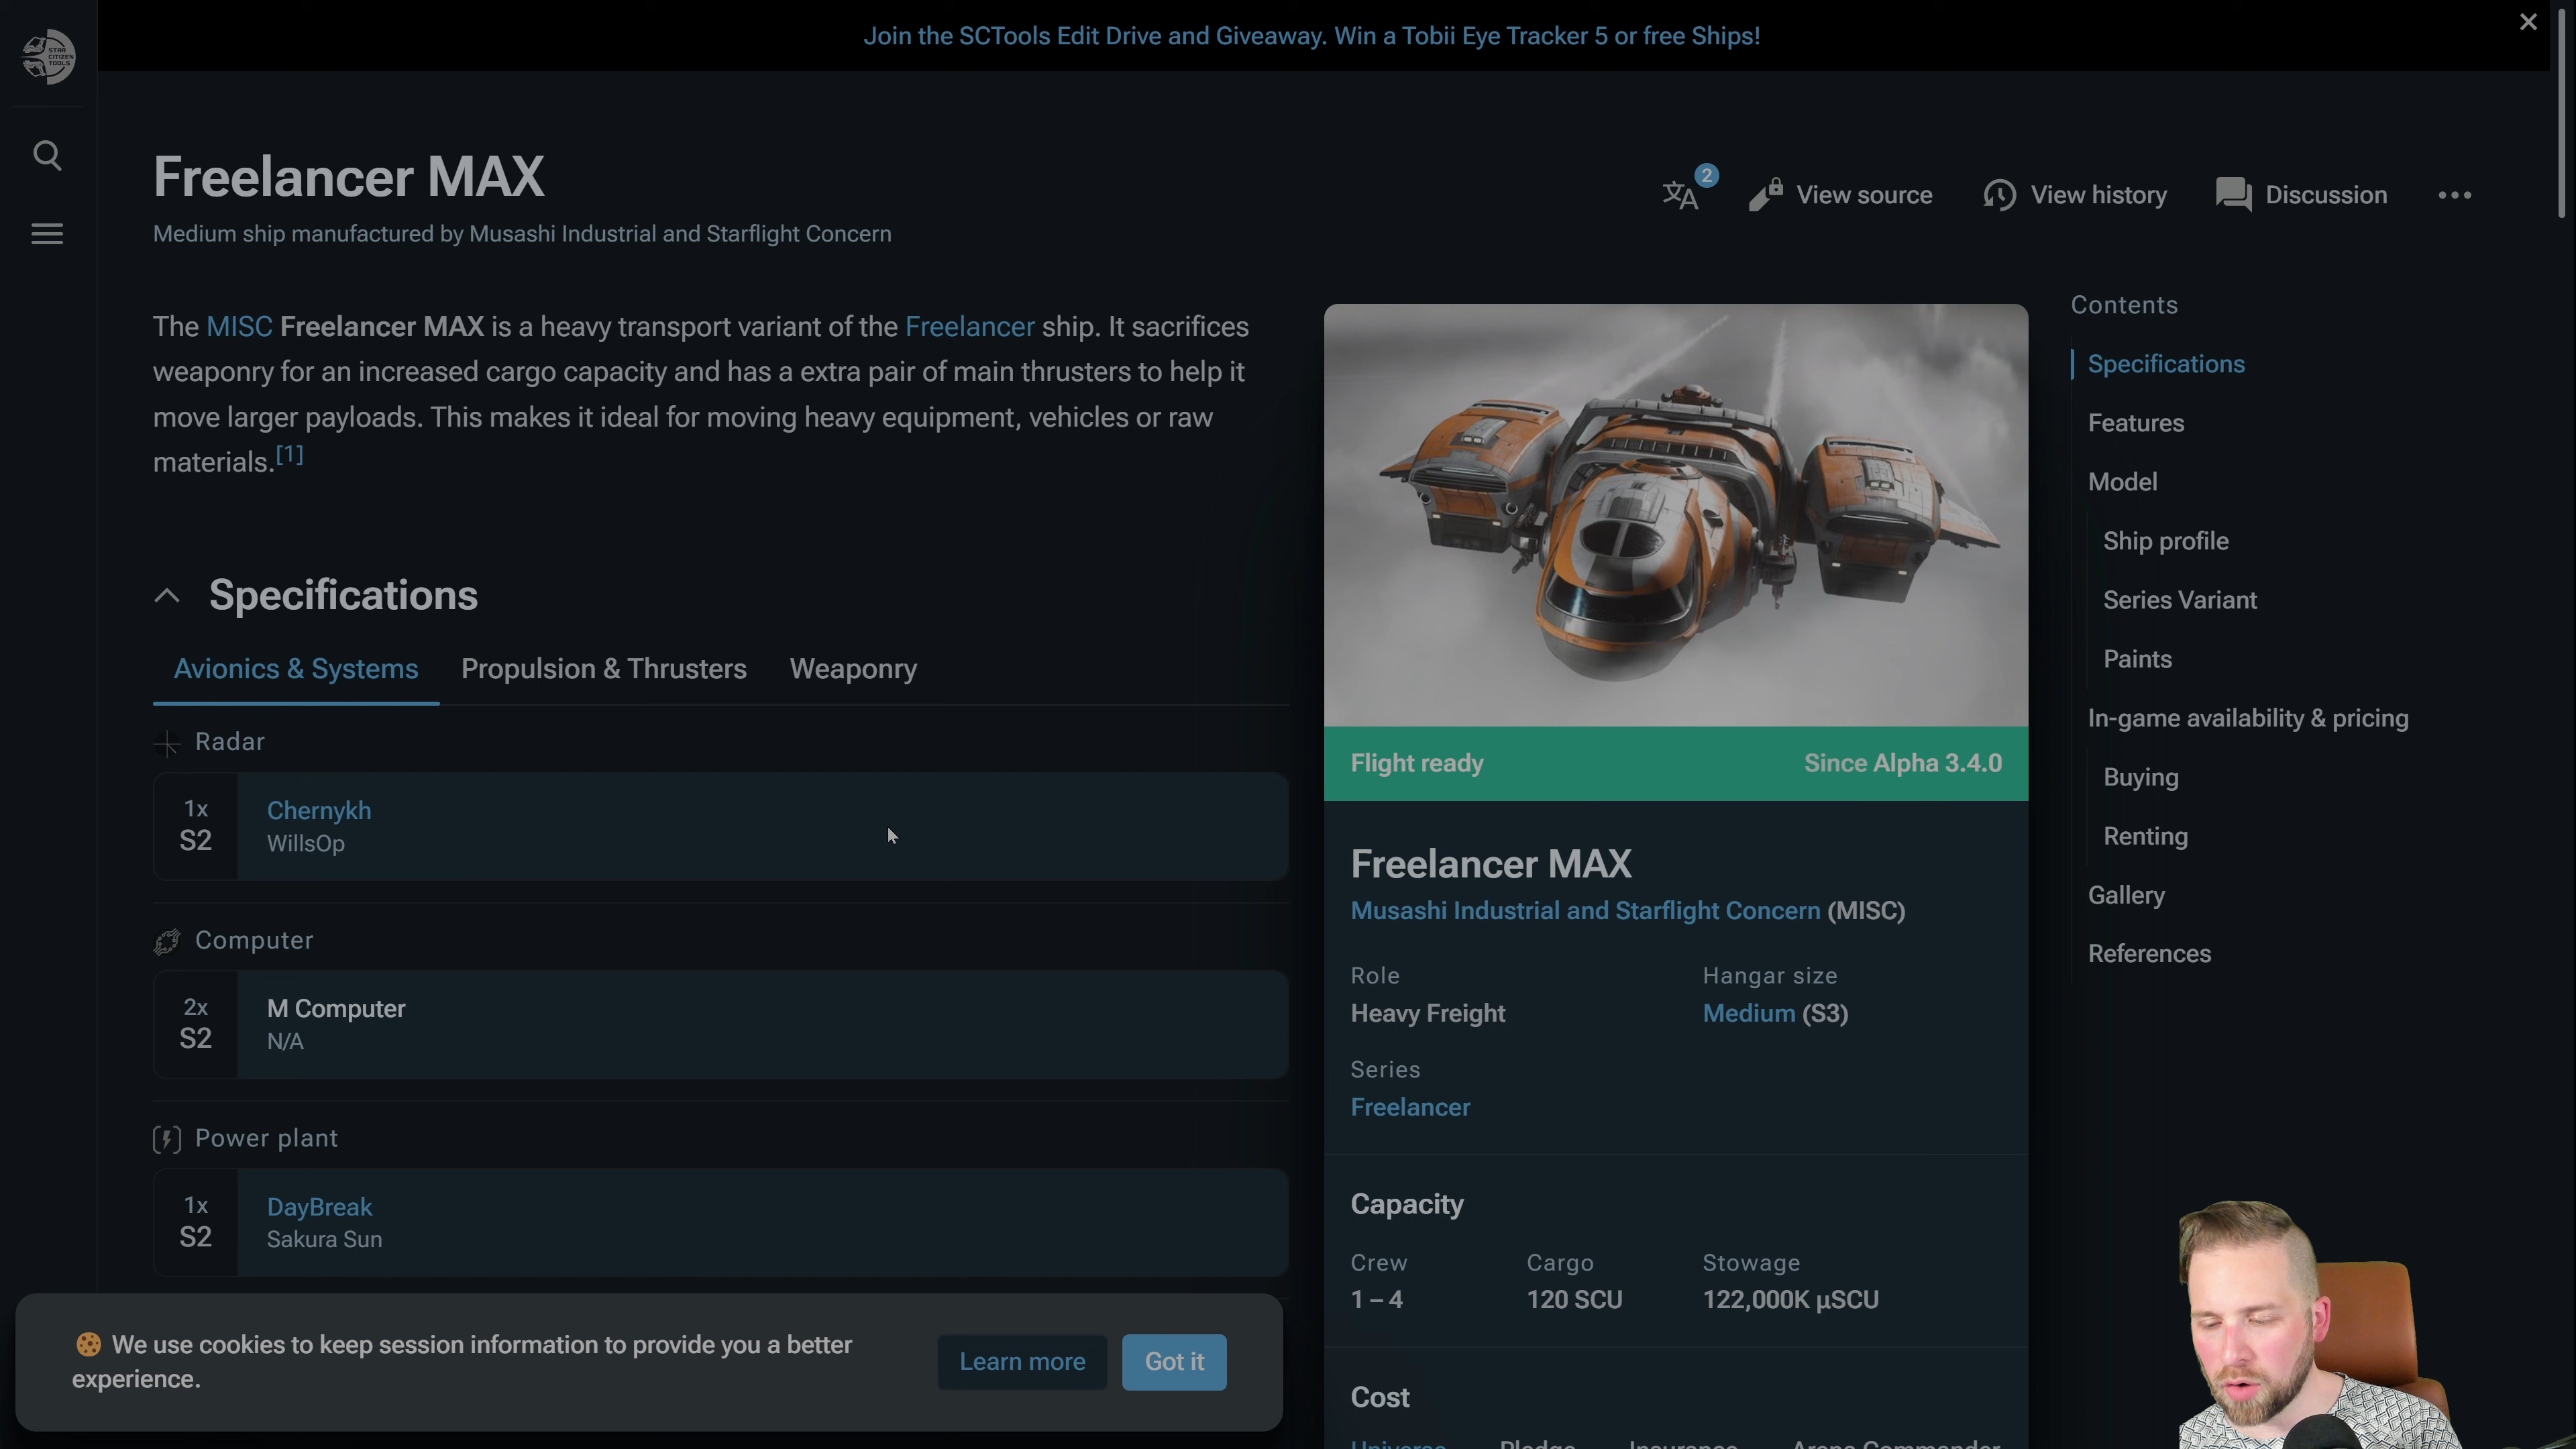 Join the SCTools Edit Drive and Giveaway. Win a Tobii Eye Tracker 5 or free Ships!
STAR
CITIZEN
TOOLS
Freelancer MAX
Medium ship manufactured by Musashi Industrial and Starflight Concern
2
View source
View history
Discussion
The MISC Freelancer MAX is a heavy transport variant of the Freelancer ship. It sacrifices
weaponry for an increased cargo capacity and has a extra pair of main thrusters to help it
move larger payloads. This makes it ideal for moving heavy equipment, vehicles or raw
materials.[1]
Specifications
Avionics & Systems
Propulsion & Thrusters
Weaponry
Radar
1x
S2
Chernykh
WillsOp
Computer
2x
S2
M Computer
N/A
Power plant
1x
S2
DayBreak
Sakura Sun
🍪 We use cookies to keep session information to provide you a better
experience.
Learn more
Got it
Flight ready
Since Alpha 3.4.0
Freelancer MAX
Musashi Industrial and Starflight Concern (MISC)
Role
Heavy Freight
Hangar size
Medium (S3)
Series
Freelancer
Capacity
Crew
1 – 4
Cargo
120 SCU
Stowage
122,000K µSCU
Cost
Universe
Pledge
Insurance
Arena Commander
Contents
Specifications
Features
Model
Ship profile
Series Variant
Paints
In-game availability & pricing
Buying
Renting
Gallery
References